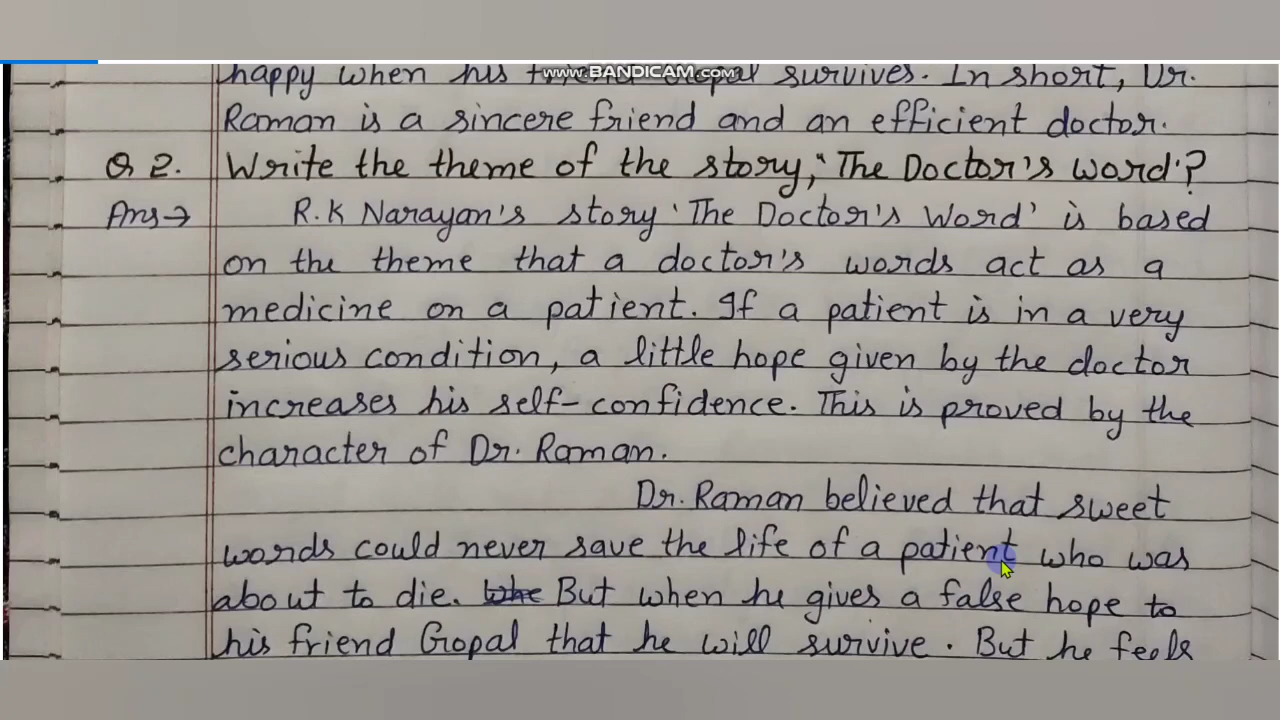 www.BANDICAM.com
happy when his friend Gopal survives. In short, Dr.
Raman is a sincere friend and an efficient doctor.
Q 2. Write the theme of the story, "The Doctor's word'?
Ans→ R.K Narayan's story 'The Doctor's Word' is based
on the theme that a doctor's words act as a
medicine on a patient. If a patient is in a very
serious condition, a little hope given by the doctor
increases his self-confidence. This is proved by the
character of Dr. Raman.
Dr. Raman believed that sweet
words could never save the life of a patient who was
about to die. But when he gives a false hope to
his friend Gopal that he will survive. But he feels